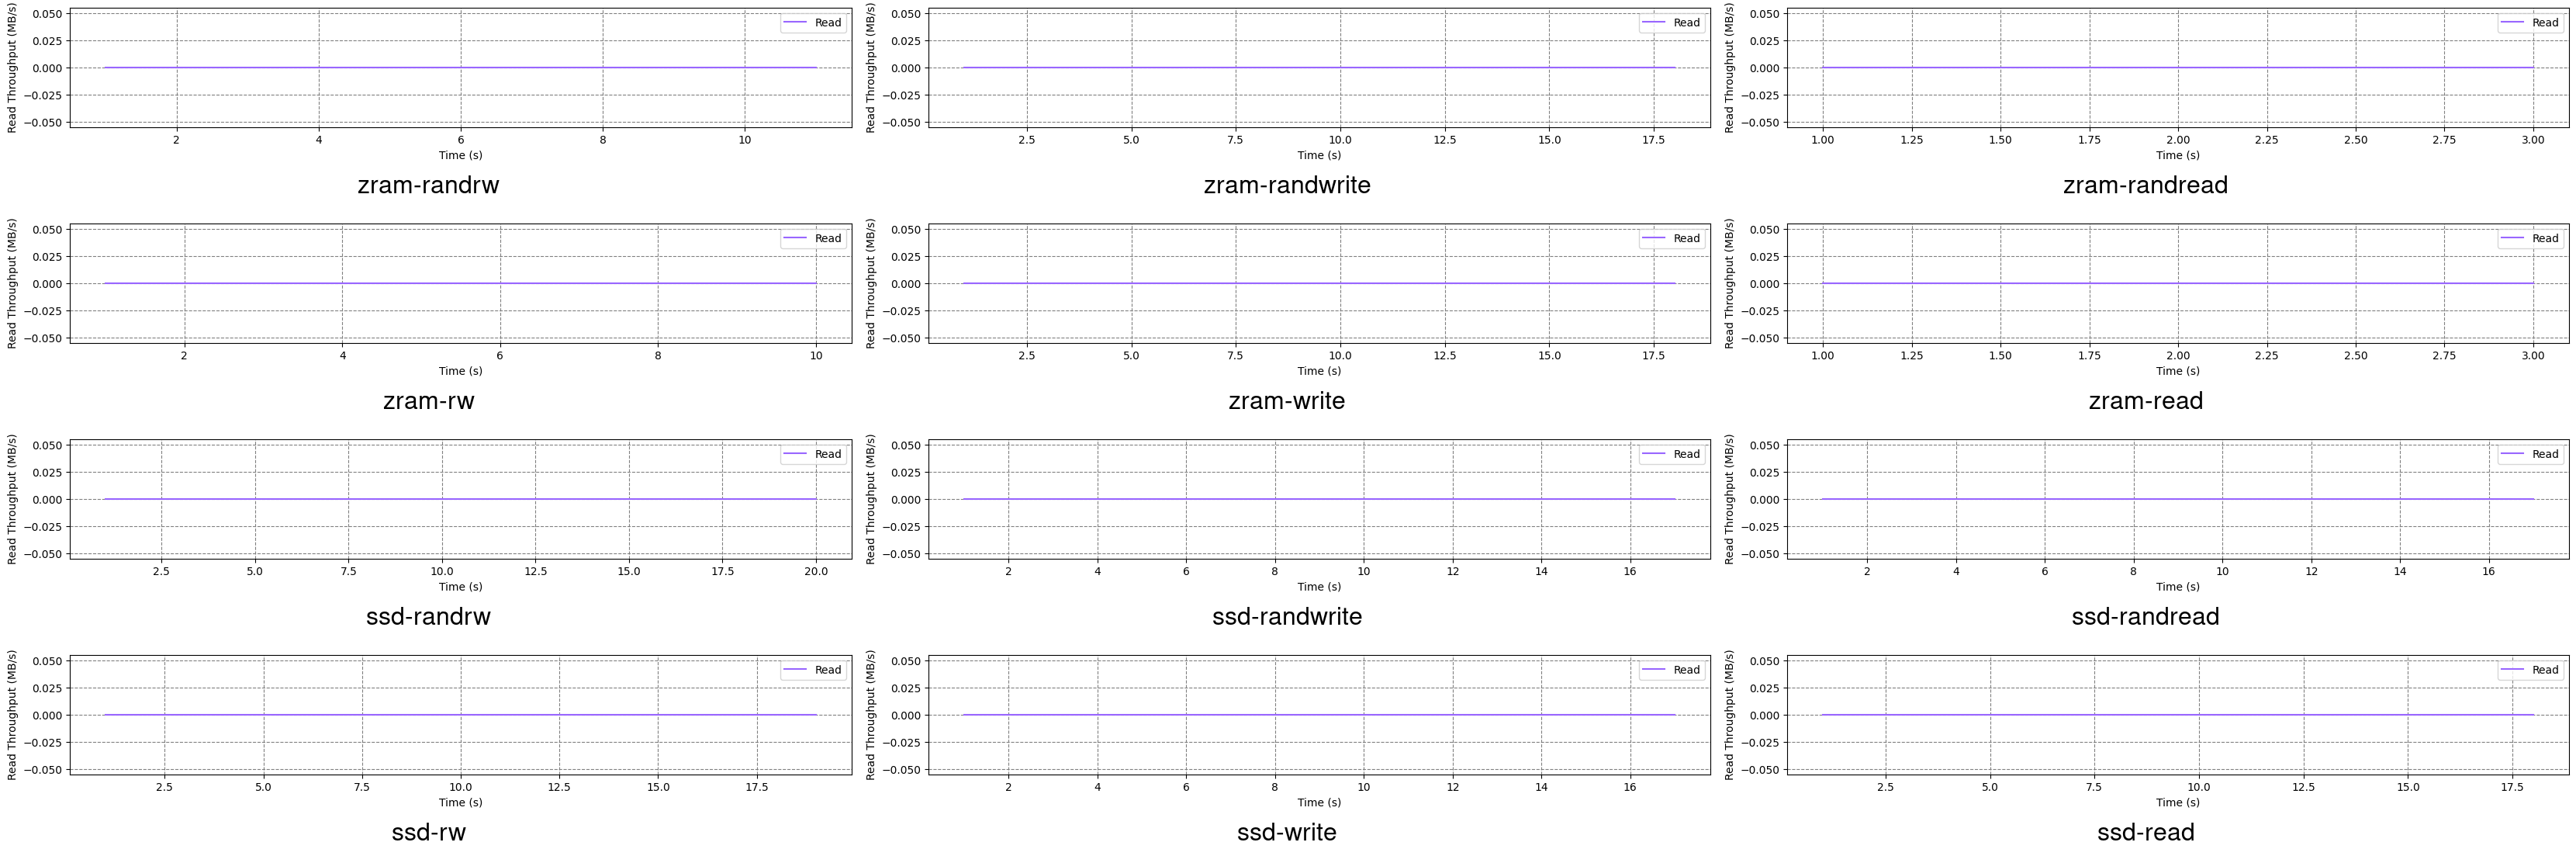 Read Throughput (MB/s)
0.050
0.025
0.000
−0.025
−0.050
Read
2 4 6 8 10
Time (s)
zram-randrw
Read Throughput (MB/s)
0.050
0.025
0.000
−0.025
−0.050
Read
2.5 5.0 7.5 10.0 12.5 15.0 17.5
Time (s)
zram-randwrite
Read Throughput (MB/s)
0.050
0.025
0.000
−0.025
−0.050
Read
1.00 1.25 1.50 1.75 2.00 2.25 2.50 2.75 3.00
Time (s)
zram-randread
Read Throughput (MB/s)
0.050
0.025
0.000
−0.025
−0.050
Read
2 4 6 8 10
Time (s)
zram-rw
Read Throughput (MB/s)
0.050
0.025
0.000
−0.025
−0.050
Read
2.5 5.0 7.5 10.0 12.5 15.0 17.5
Time (s)
zram-write
Read Throughput (MB/s)
0.050
0.025
0.000
−0.025
−0.050
Read
1.00 1.25 1.50 1.75 2.00 2.25 2.50 2.75 3.00
Time (s)
zram-read
Read Throughput (MB/s)
0.050
0.025
0.000
−0.025
−0.050
Read
2.5 5.0 7.5 10.0 12.5 15.0 17.5 20.0
Time (s)
ssd-randrw
Read Throughput (MB/s)
0.050
0.025
0.000
−0.025
−0.050
Read
2 4 6 8 10 12 14 16
Time (s)
ssd-randwrite
Read Throughput (MB/s)
0.050
0.025
0.000
−0.025
−0.050
Read
2 4 6 8 10 12 14 16
Time (s)
ssd-randread
Read Throughput (MB/s)
0.050
0.025
0.000
−0.025
−0.050
Read
2.5 5.0 7.5 10.0 12.5 15.0 17.5
Time (s)
ssd-rw
Read Throughput (MB/s)
0.050
0.025
0.000
−0.025
−0.050
Read
2 4 6 8 10 12 14 16
Time (s)
ssd-write
Read Throughput (MB/s)
0.050
0.025
0.000
−0.025
−0.050
Read
2.5 5.0 7.5 10.0 12.5 15.0 17.5
Time (s)
ssd-read